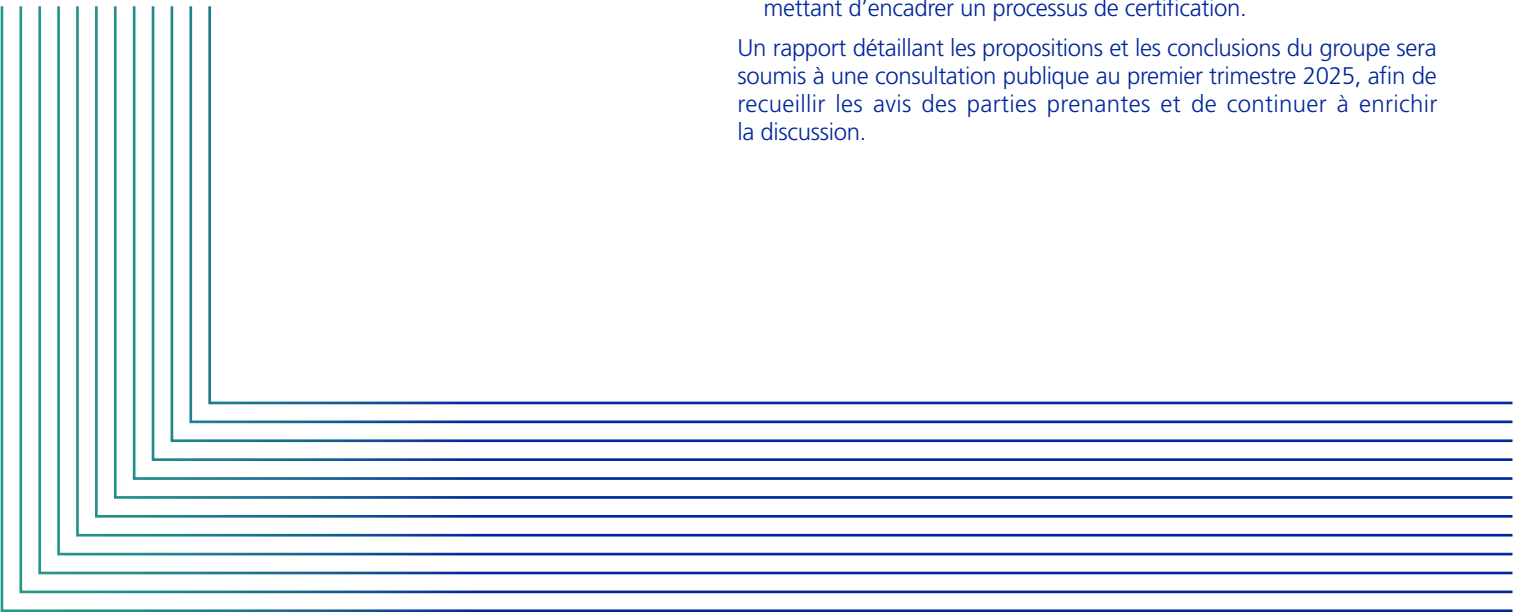 mettant d’encadrer un processus de certification.
Un rapport détaillant les propositions et les conclusions du groupe sera
soumis à une consultation publique au premier trimestre 2025, afin de
recueillir les avis des parties prenantes et de continuer à enrichir
la discussion.